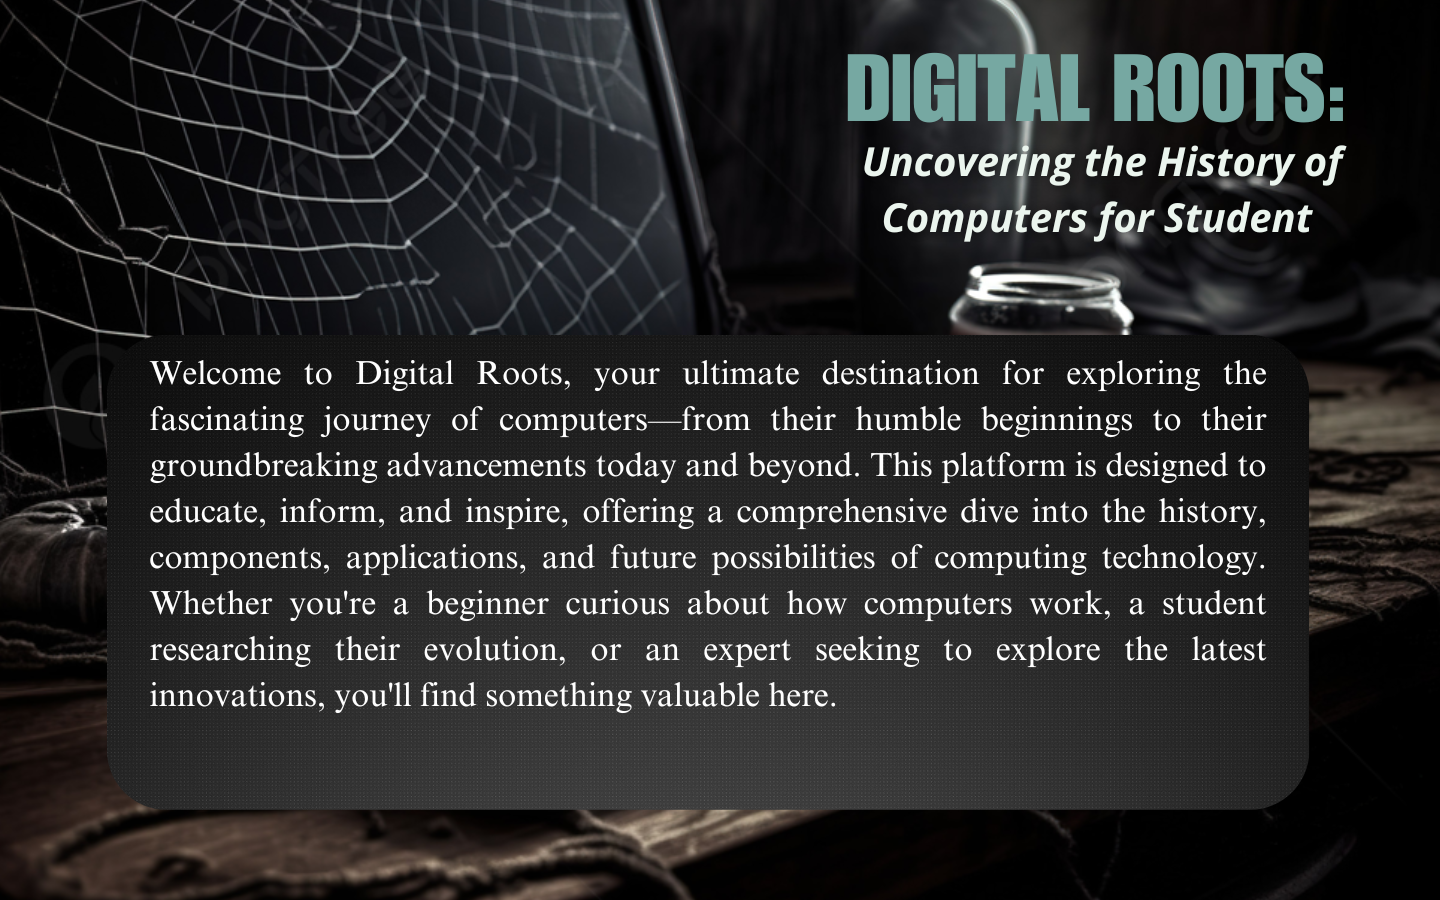 DIGITAL ROOTS:
Uncovering the History of
Computers for Student
Welcome to Digital Roots, your ultimate destination for exploring the
fascinating journey of computers—from their humble beginnings to their
groundbreaking advancements today and beyond. This platform is designed to
educate, inform, and inspire, offering a comprehensive dive into the history,
components, applications, and future possibilities of computing technology.
Whether you're a beginner curious about how computers work, a student
researching their evolution, or an expert seeking to explore the latest
innovations, you'll find something valuable here.